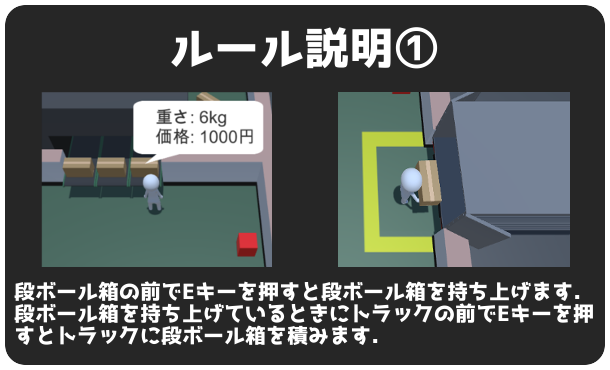 ルール説明①
重さ: 6kg
価格: 1000円
段ボール箱の前でEキーを押すと段ボール箱を持ち上げます.
段ボール箱を持ち上げているときにトラックの前でEキーを押
すとトラックに段ボール箱を積みます.